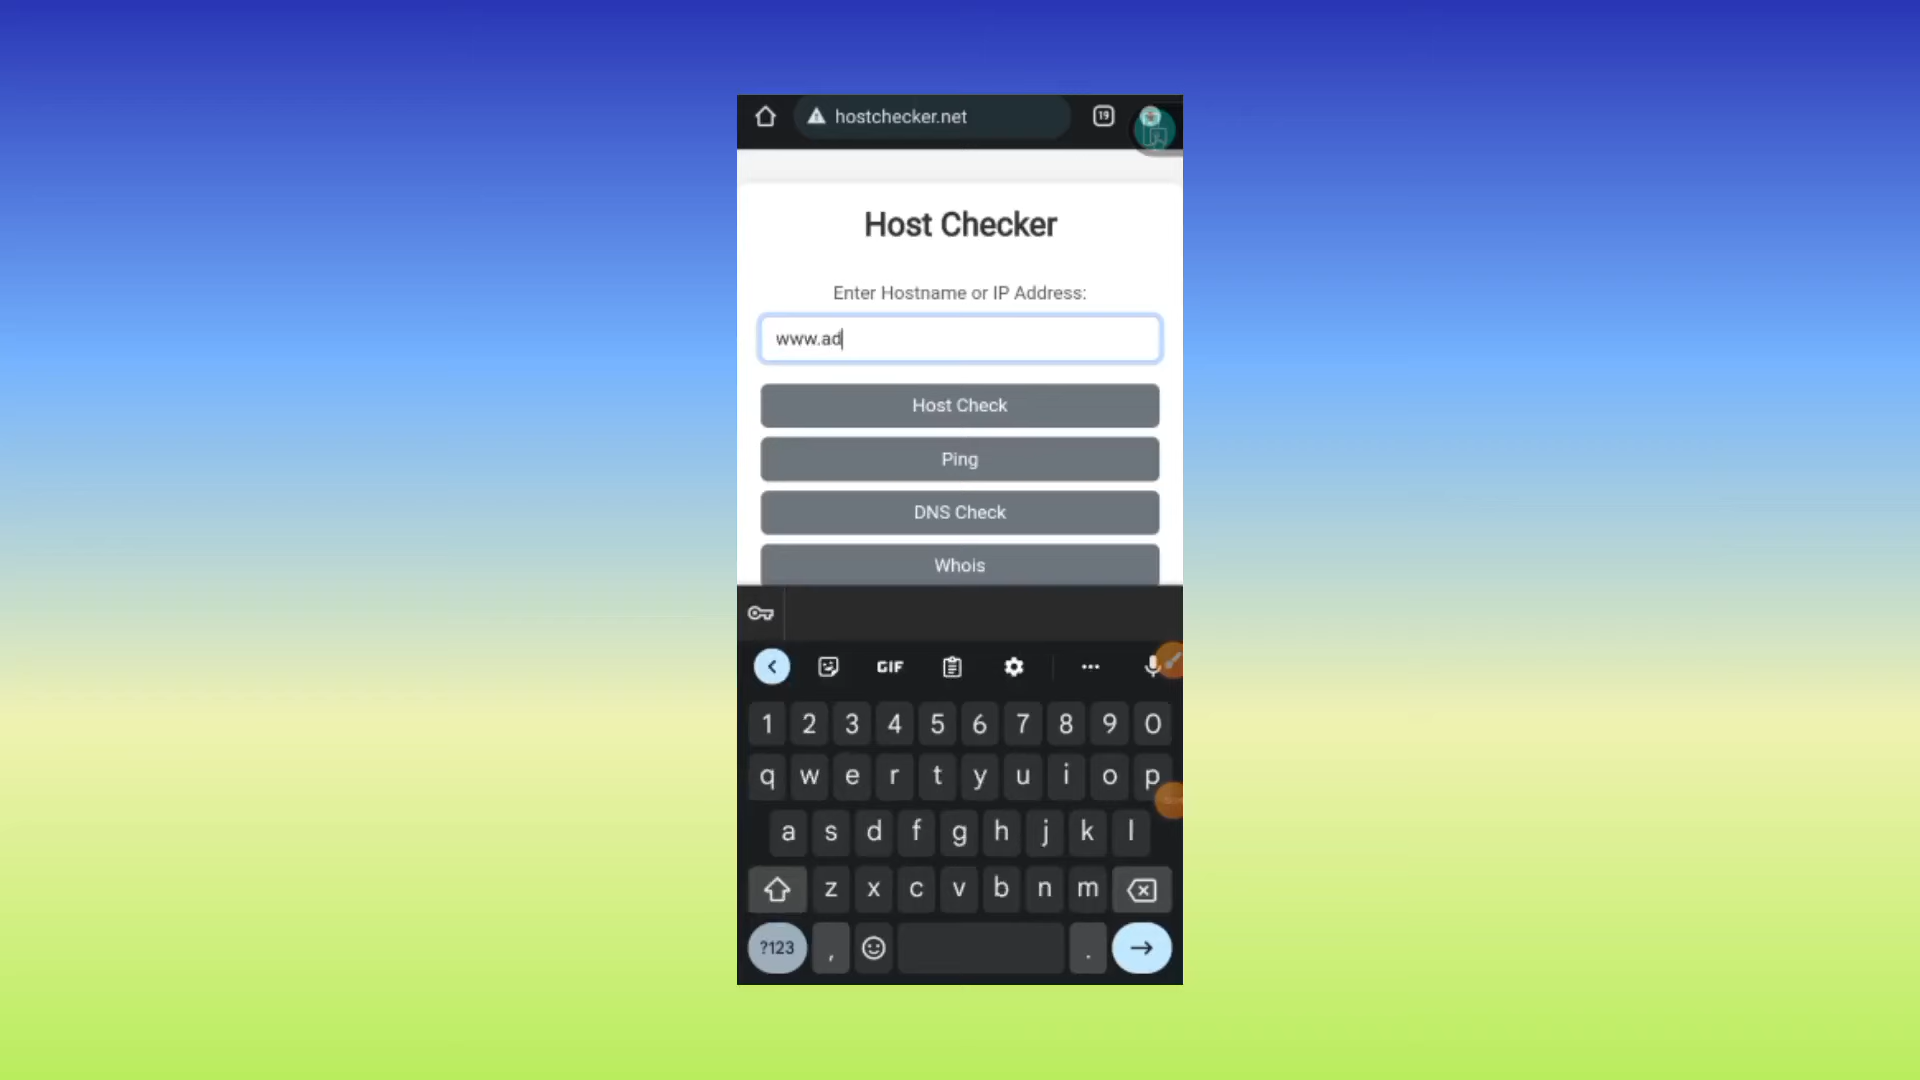 hostchecker.net
19
Host Checker
Enter Hostname or IP Address:
www.ad
Host Check
Ping
DNS Check
Whois
GIF
1 2 3 4 5 6 7 8 9 0
q w e r t y u i o p
a s d f g h j k l
z x c v b n m
?123 , .